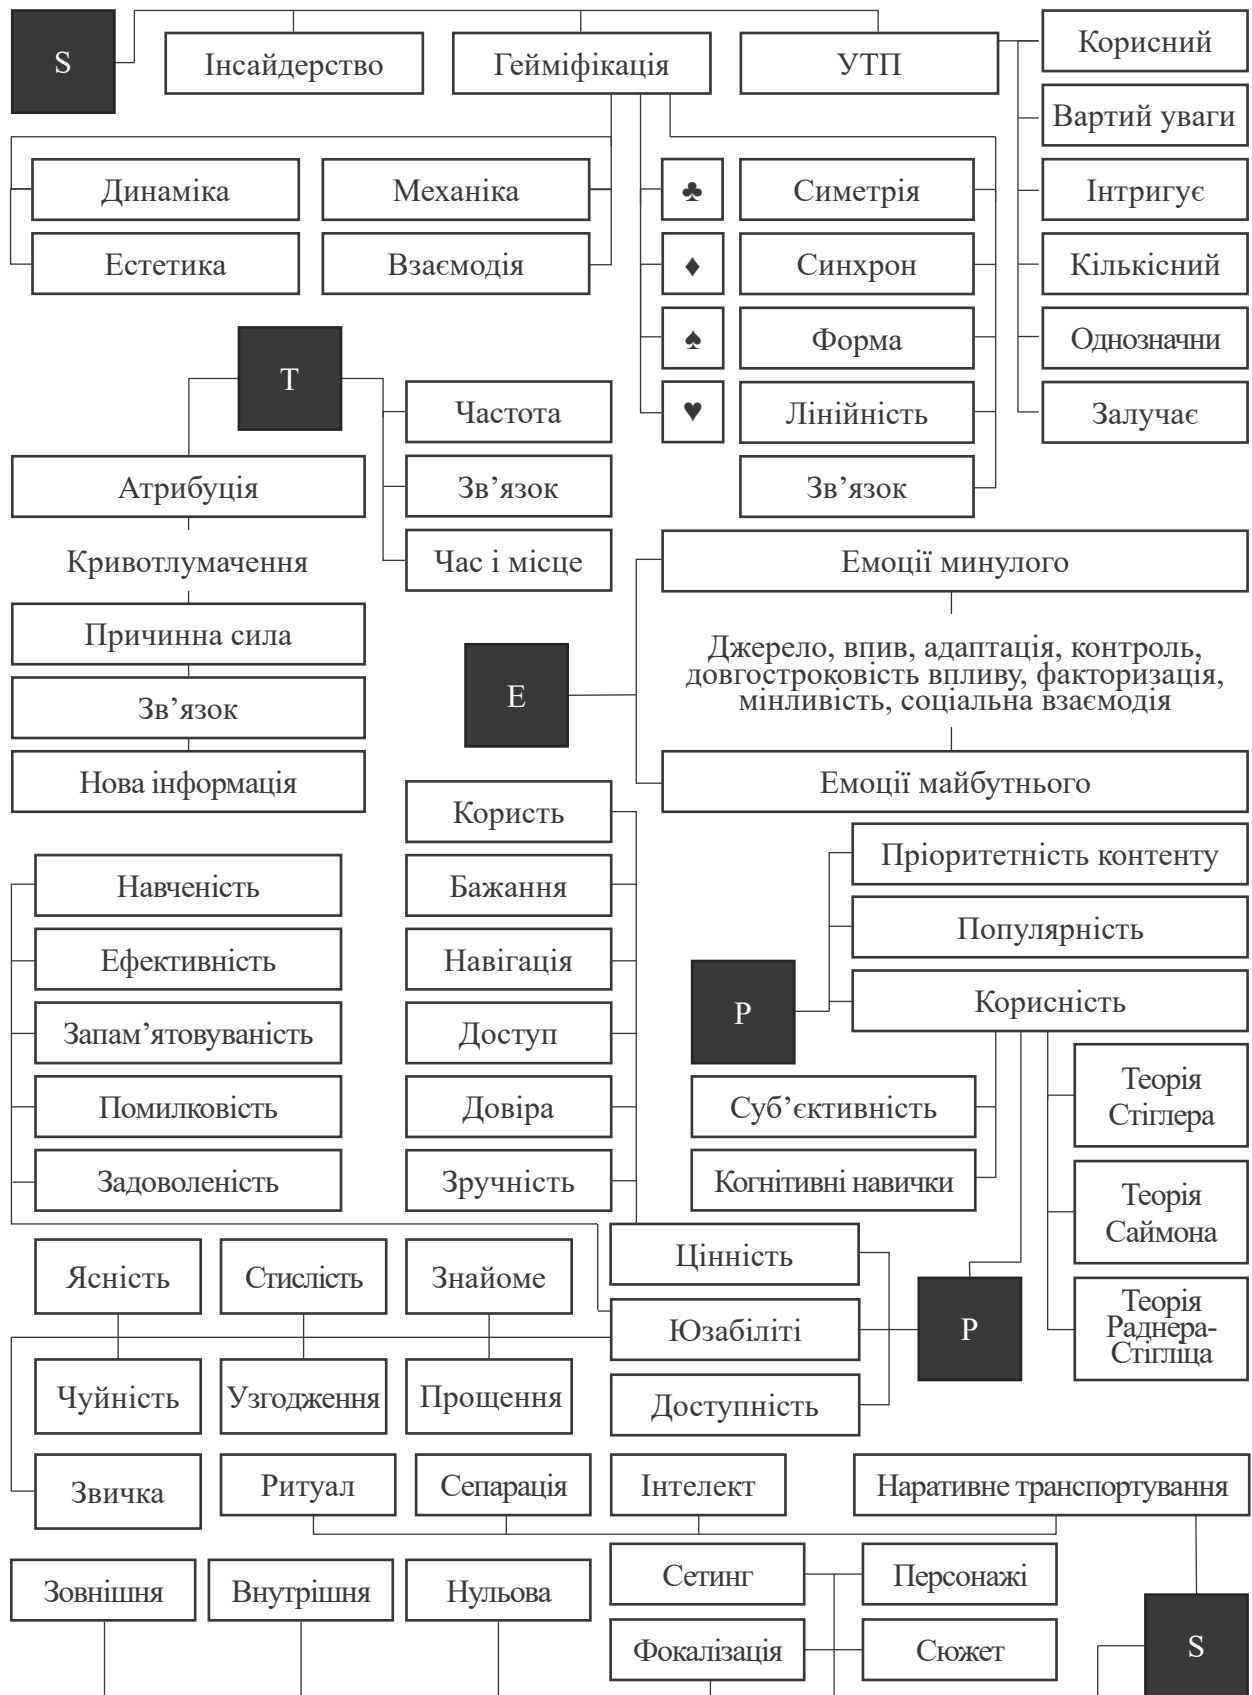 S
Інсайдерство
Гейміфікація
УТП
Корисний
Вартий уваги
Інтригує
Кількісний
Однозначни
Залучає
Динаміка
Механіка
Естетика
Взаємодія
♣
Симетрія
♦
Синхрон
♠
Форма
♥
Лінійність
Зв’язок
T
Частота
Зв’язок
Час і місце
Атрибуція
Кривотлумачення
Причинна сила
Зв’язок
Нова інформація
E
Емоції минулого
Джерело, впив, адаптація, контроль,
довгостроковість впливу, факторизація,
мінливість, соціальна взаємодія
Емоції майбутнього
Користь
Бажання
Навігація
Доступ
Довіра
Зручність
Навченість
Ефективність
Запам’ятовуваність
Помилковість
Задоволеність
P
Пріоритетність контенту
Популярність
Корисність
Суб’єктивність
Когнітивні навички
Теорія
Стіглера
Теорія
Саймона
Теорія
Раднера-
Стігліца
P
Цінність
Юзабіліті
Доступність
Ясність
Стислість
Знайоме
Чуйність
Узгодження
Прощення
Звичка
Ритуал
Сепарація
Інтелект
Наративне транспортування
Зовнішня
Внутрішня
Нульова
Сетинг
Персонажі
Фокалізація
Сюжет
S